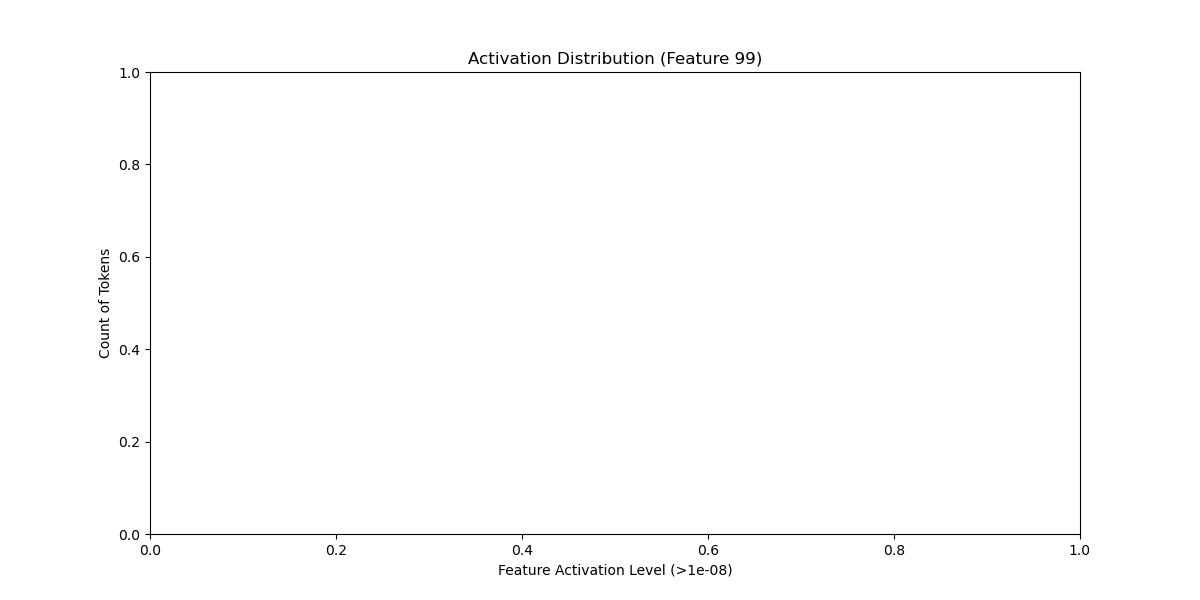 Activation Distribution (Feature 99)
1.0
0.8
0.6
0.4
0.2
0.0
Count of Tokens
0.0 0.2 0.4 0.6 0.8 1.0
Feature Activation Level (>1e-08)